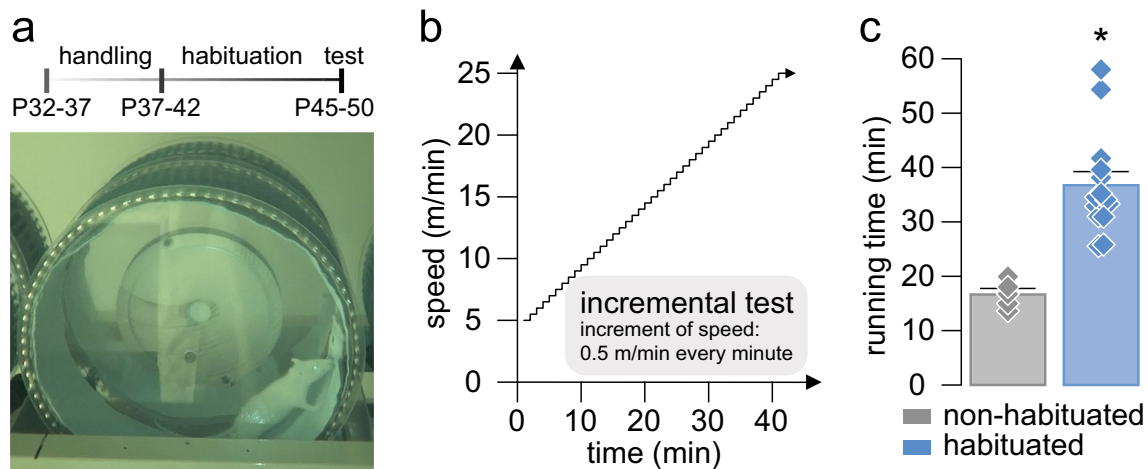 a
handling habituation test
P32-37 P37-42 P45-50
b
speed (m/min)
25
20
15
10
5
0
0 10 20 30 40
time (min)
incremental test
increment of speed:
0.5 m/min every minute
c
*
running time (min)
60
50
40
30
20
10
0
non-habituated
habituated